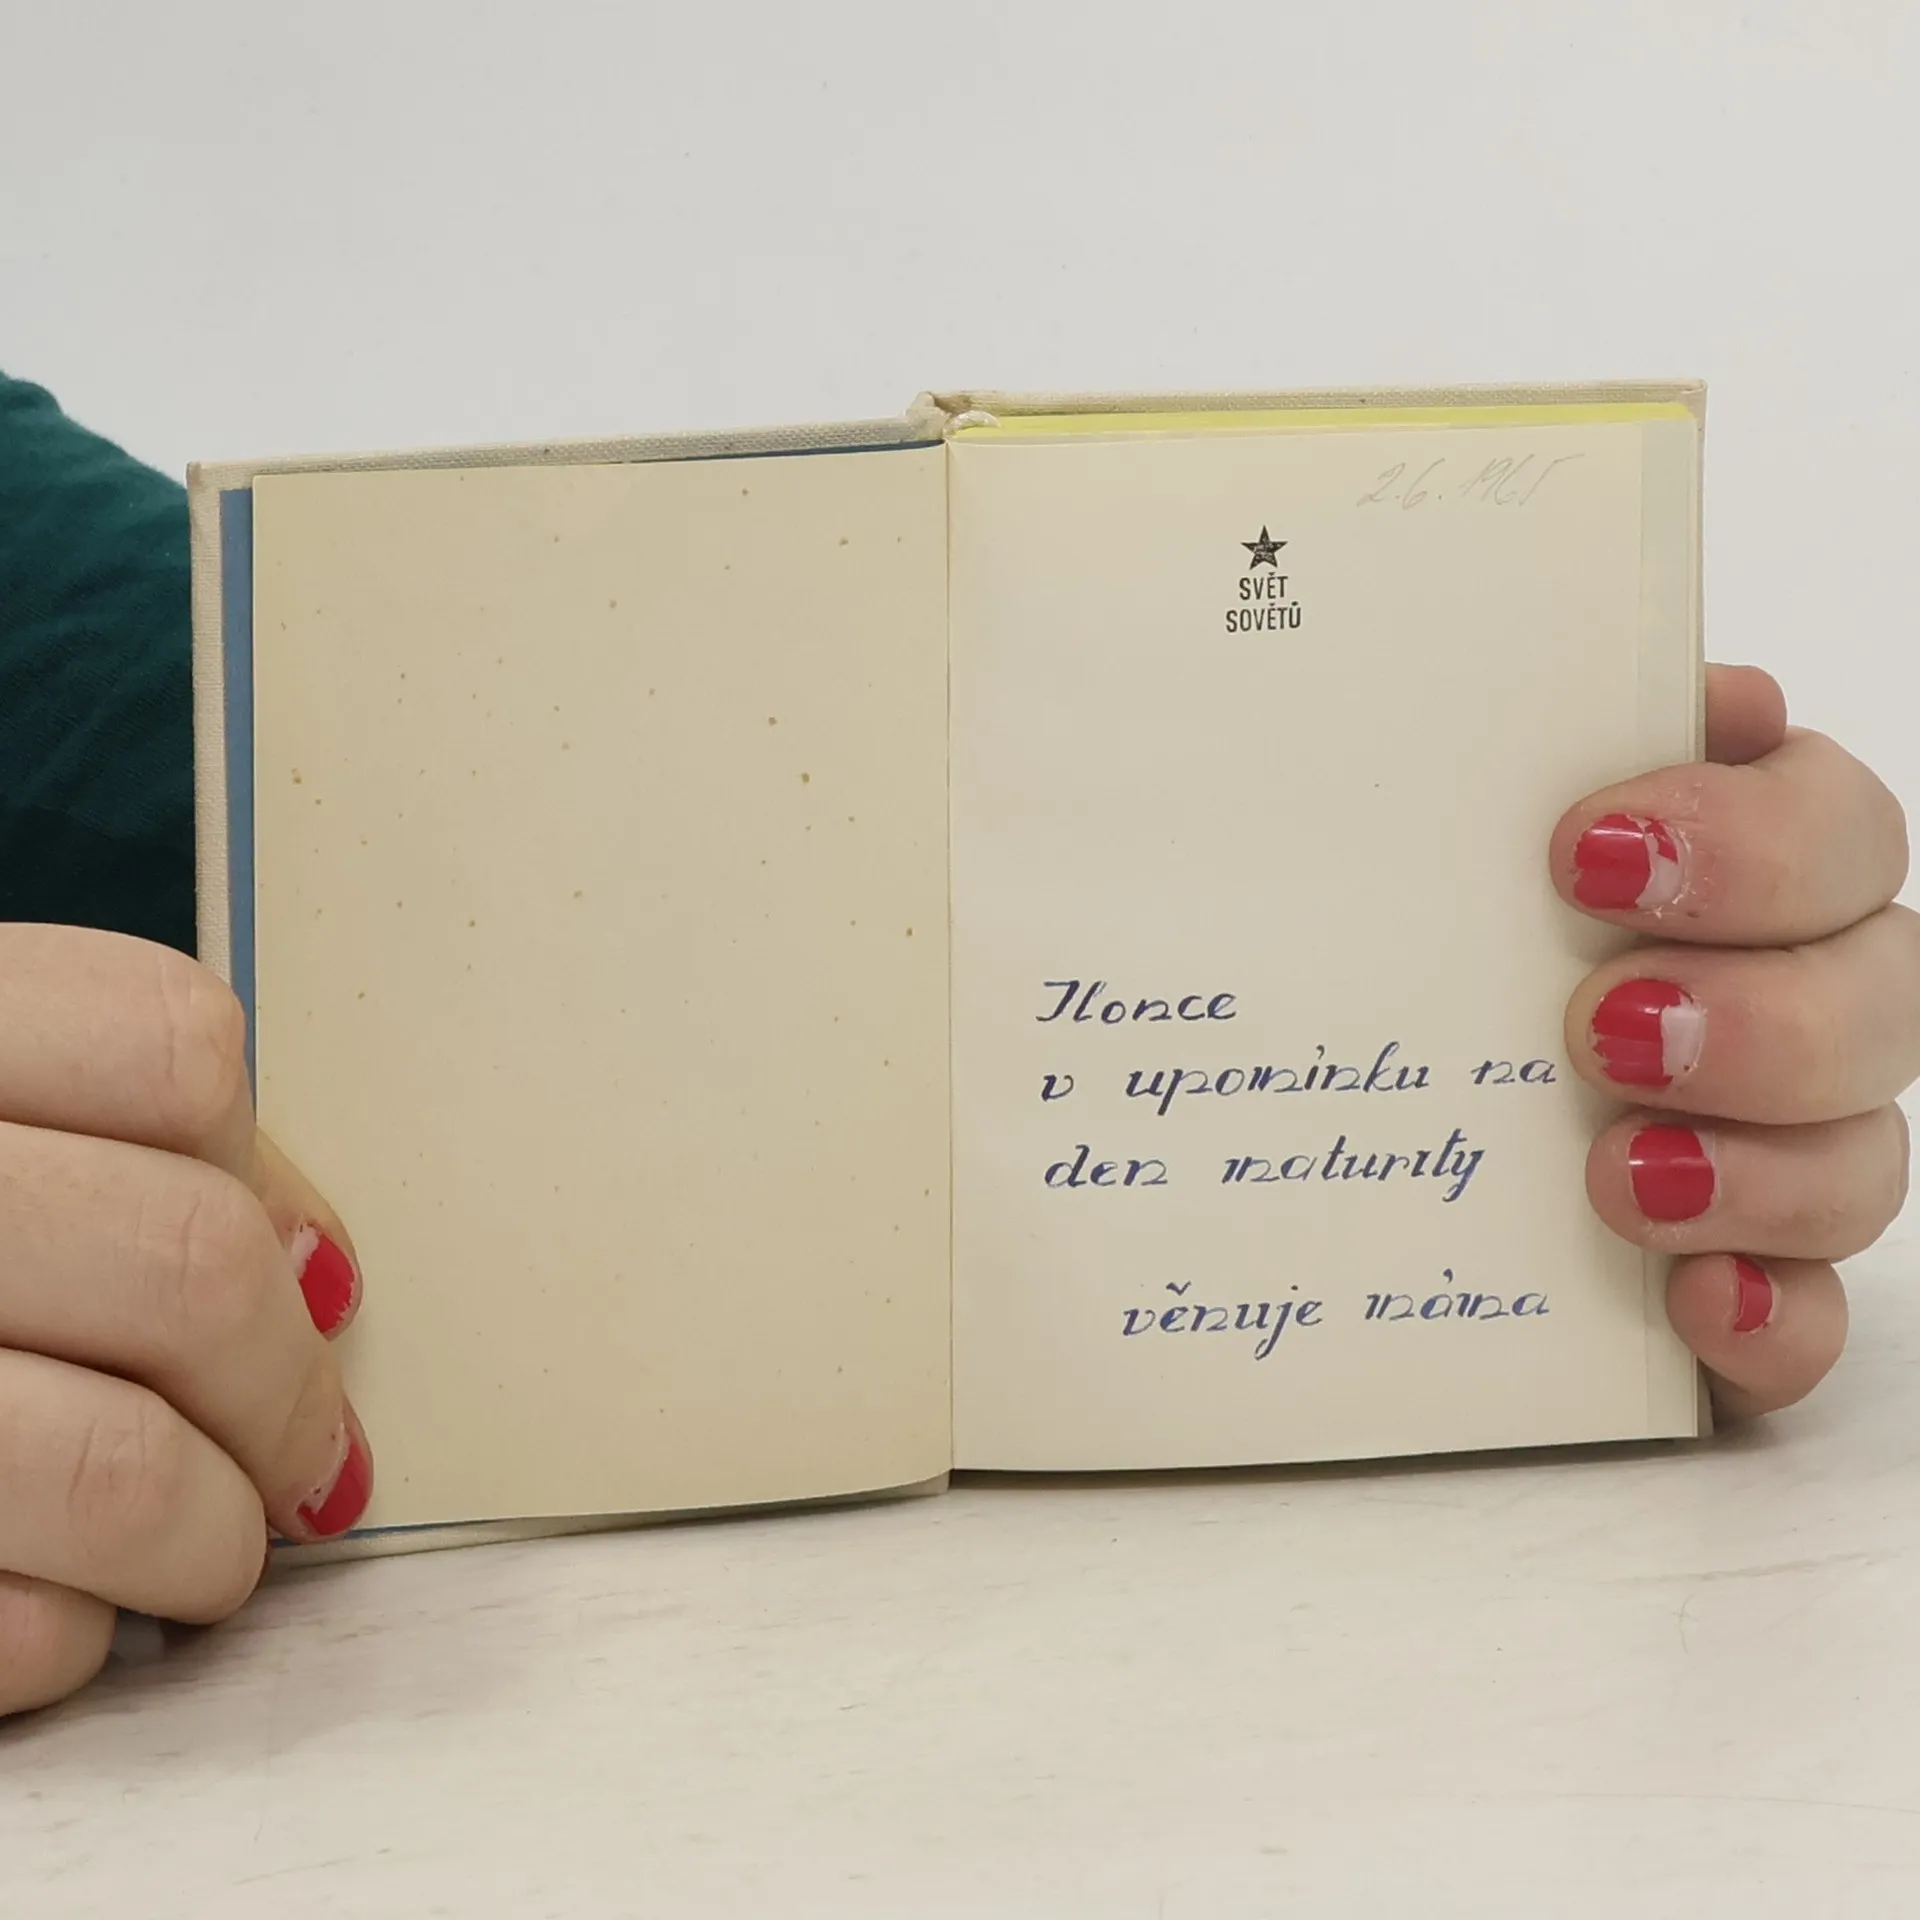 2.6. 1965
SVĚT
SOVĚTŮ
Ilonce
v upomínku na
den maturity
věnuje máma